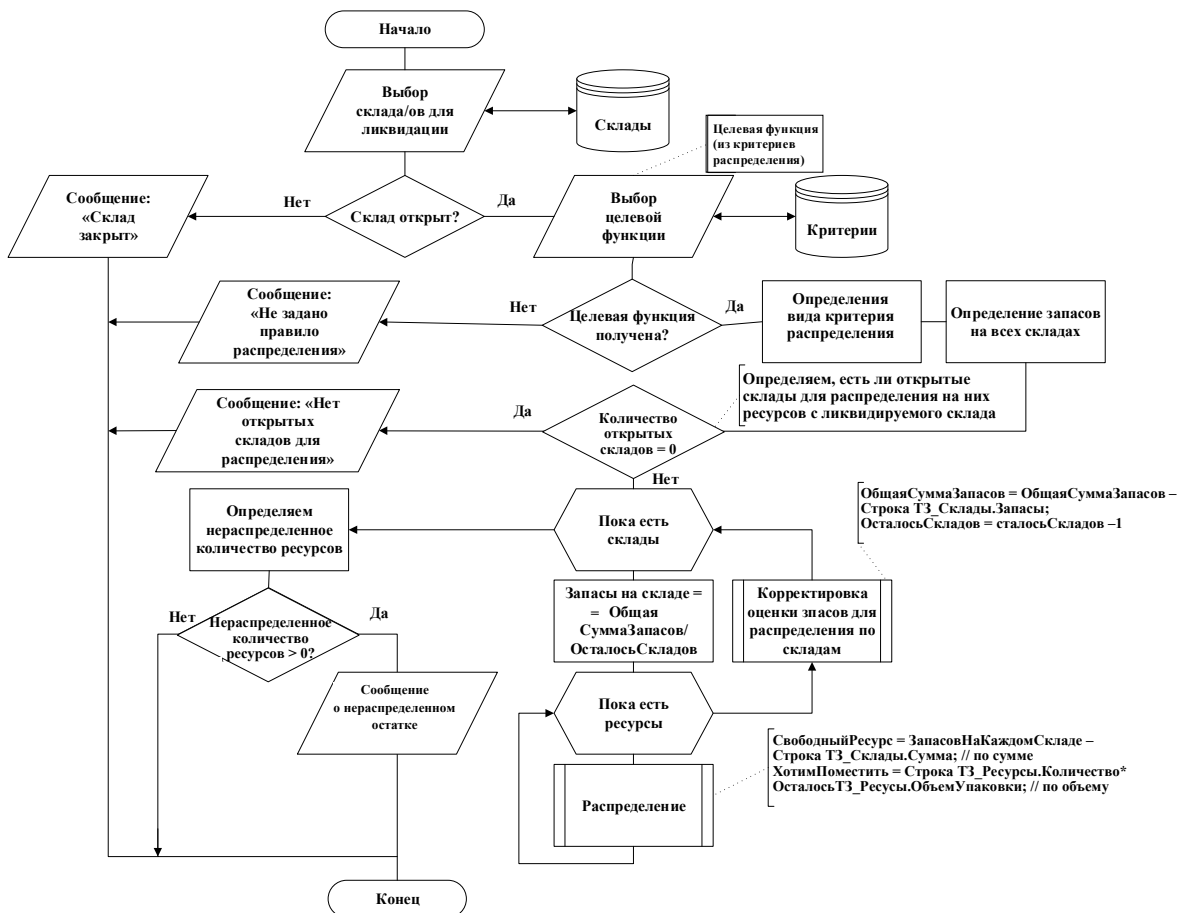 Начало
Выбор
склада/ов для
ликвидации
Склады
Целевая функция
(из критериев
распределения)
Сообщение:
«Склад
закрыт»
Нет
Склад открыт?
Да
Выбор
целевой
функции
Критерии
Сообщение:
«Не задано
правило
распределения»
Нет
Целевая функция
получена?
Да
Определения
вида критерия
распределения
Определение запасов
на всех складах
Определяем, есть ли открытые
склады для распределения на них
ресурсов с ликвидируемого склада
Сообщение: «Нет
открытых
складов для
распределения»
Да
Количество
открытых
складов = 0
Нет
ОбщаяСуммаЗапасов = ОбщаяСуммаЗапасов –
Строка ТЗ_Склады.Запасы;
ОсталосьСкладов = сталосьСкладов –1
Определяем
нераспределенное
количество ресурсов
Пока есть
склады
Запасы на складе =
= Общая
СуммаЗапасов/
ОсталосьСкладов
Корректировка
оценки зпасов для
распределения по
складам
Нет
Нераспределенное
количество
ресурсов > 0?
Да
Сообщение
о нераспределенном
остатке
Пока есть
ресурсы
СвободныйРесурс = ЗапасовНаКаждомСкладе –
Строка ТЗ_Склады.Сумма; // по сумме
ХотимПоместить = Строка ТЗ_Ресурсы.Количество*
ОсталосьТЗ_Ресусы.ОбъемУпаковки; // по объему
Распределение
Конец